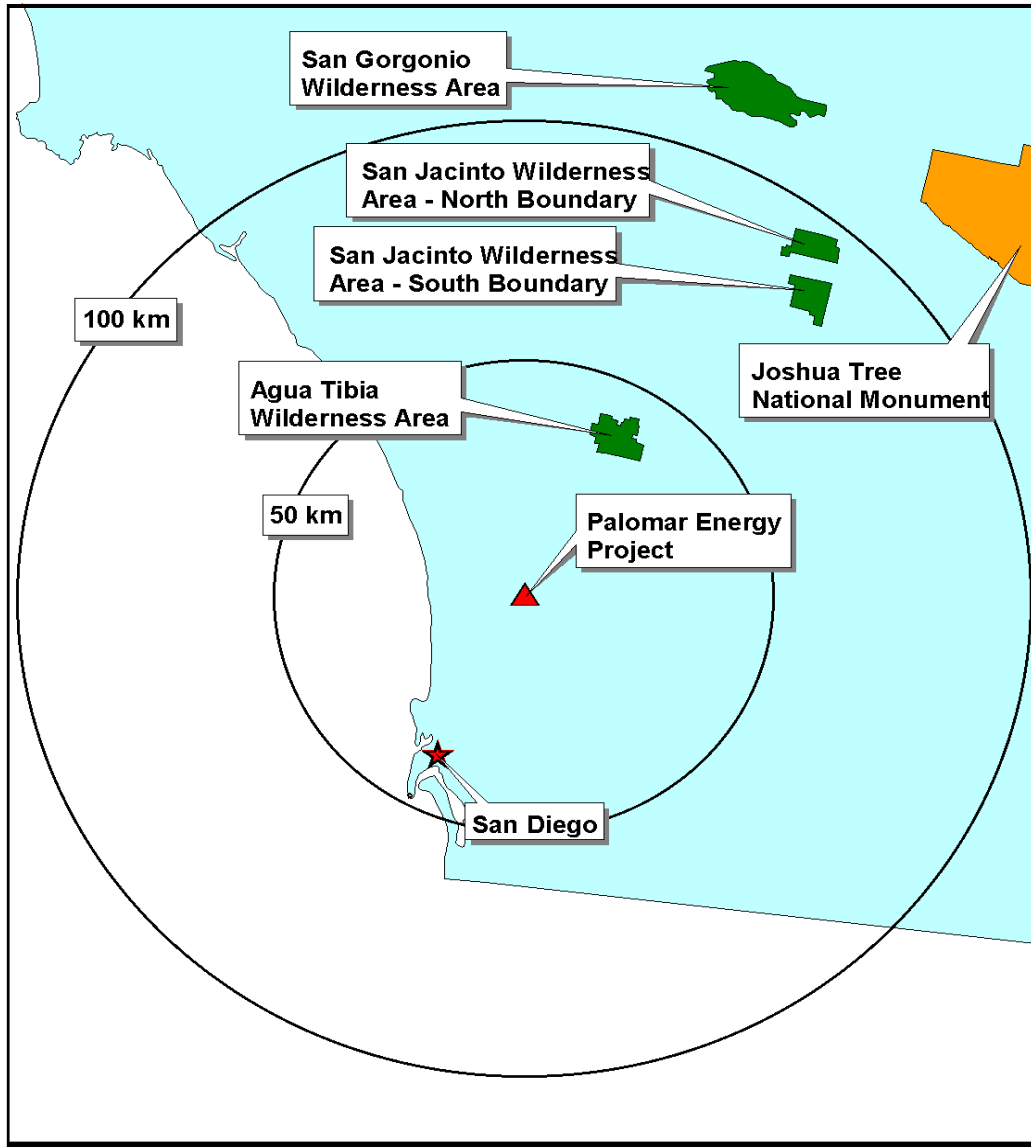 San Gorgonio
Wilderness Area
San Jacinto Wilderness
Area - North Boundary
San Jacinto Wilderness
Area - South Boundary
100 km
Joshua Tree
National Monument
Agua Tibia
Wilderness Area
50 km
Palomar Energy
Project
San Diego